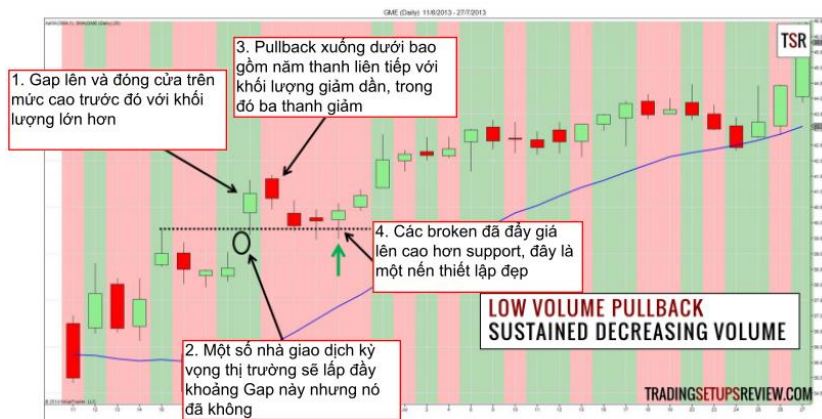 GME (Daily) 11/6/2013 - 27/7/2013
TSR
3. Pullback xuống dưới bao
gồm năm thanh liên tiếp với
khối lượng giảm dần, trong
đó ba thanh giảm
1. Gap lên và đóng cửa trên
mức cao trước đó với khối
lượng lớn hơn
4. Các broken đã đẩy giá
lên cao hơn support, đây là
một nến thiết lập đẹp
LOW VOLUME PULLBACK
SUSTAINED DECREASING VOLUME
2. Một số nhà giao dịch kỳ
vọng thị trường sẽ lấp đầy
khoảng Gap này nhưng nó
đã không
TRADINGSETUPSREVIEW.COM